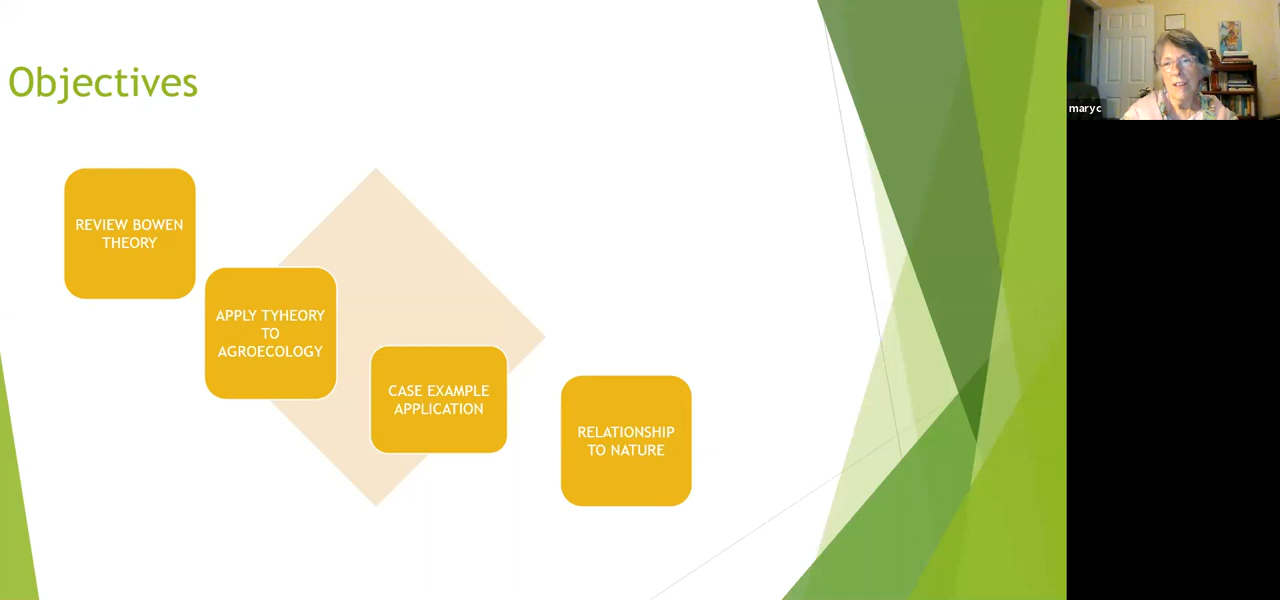 Objectives
REVIEW BOWEN
THEORY
APPLY TYHEORY
TO
AGROECOLOGY
CASE EXAMPLE
APPLICATION
RELATIONSHIP
TO NATURE
maryc